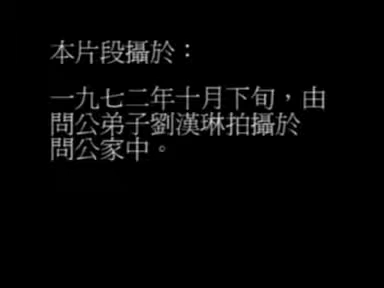 本片段攝於：
一九七二年十月下旬，由
問公弟子劉漢琳拍攝於
問公家中。